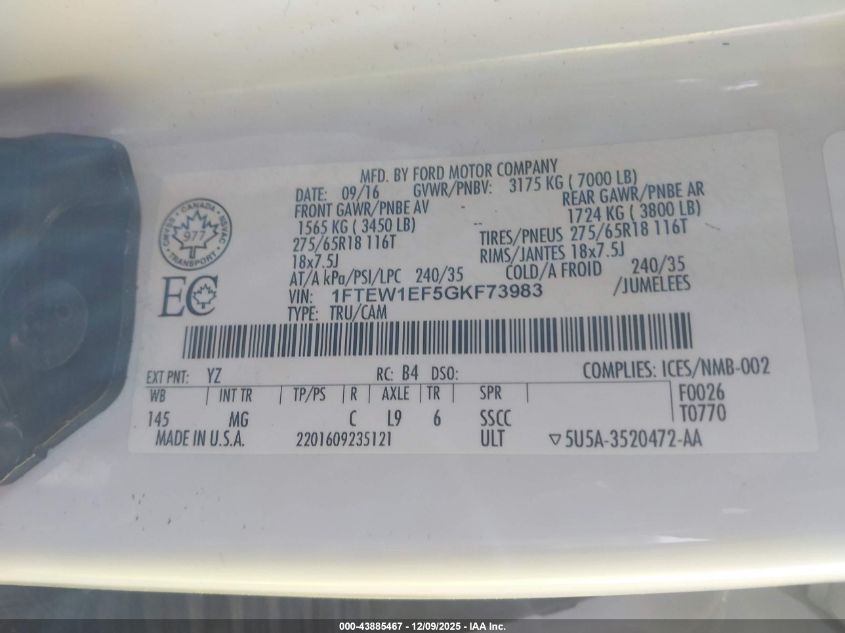 MFD. BY FORD MOTOR COMPANY
DATE: 09/16 GVWR/PNBV: 3175 KG ( 7000 LB)
FRONT GAWR/PNBE AV REAR GAWR/PNBE AR
1565 KG ( 3450 LB) 1724 KG ( 3800 LB)
275/65R18 116T TIRES/PNEUS 275/65R18 116T
18x7.5J RIMS/JANTES 18x7.5J
AT/A kPa/PSI/LPC 240/35 COLD/A FROID 240/35
VIN: 1FTEW1EF5GKF73983 /JUMELEES
TYPE: TRU/CAM
CANADA
977
TRANSPORT
EC
EXT PNT: YZ RC: B4 DSO: COMPLIES: ICES/NMB-002
WB INT TR TP/PS R AXLE TR SPR F0026
145 MG C L9 6 SSCC T0770
MADE IN U.S.A. 2201609235121 ULT ▽5U5A-3520472-AA
000-43885467 — 12/09/2025 — IAA Inc.